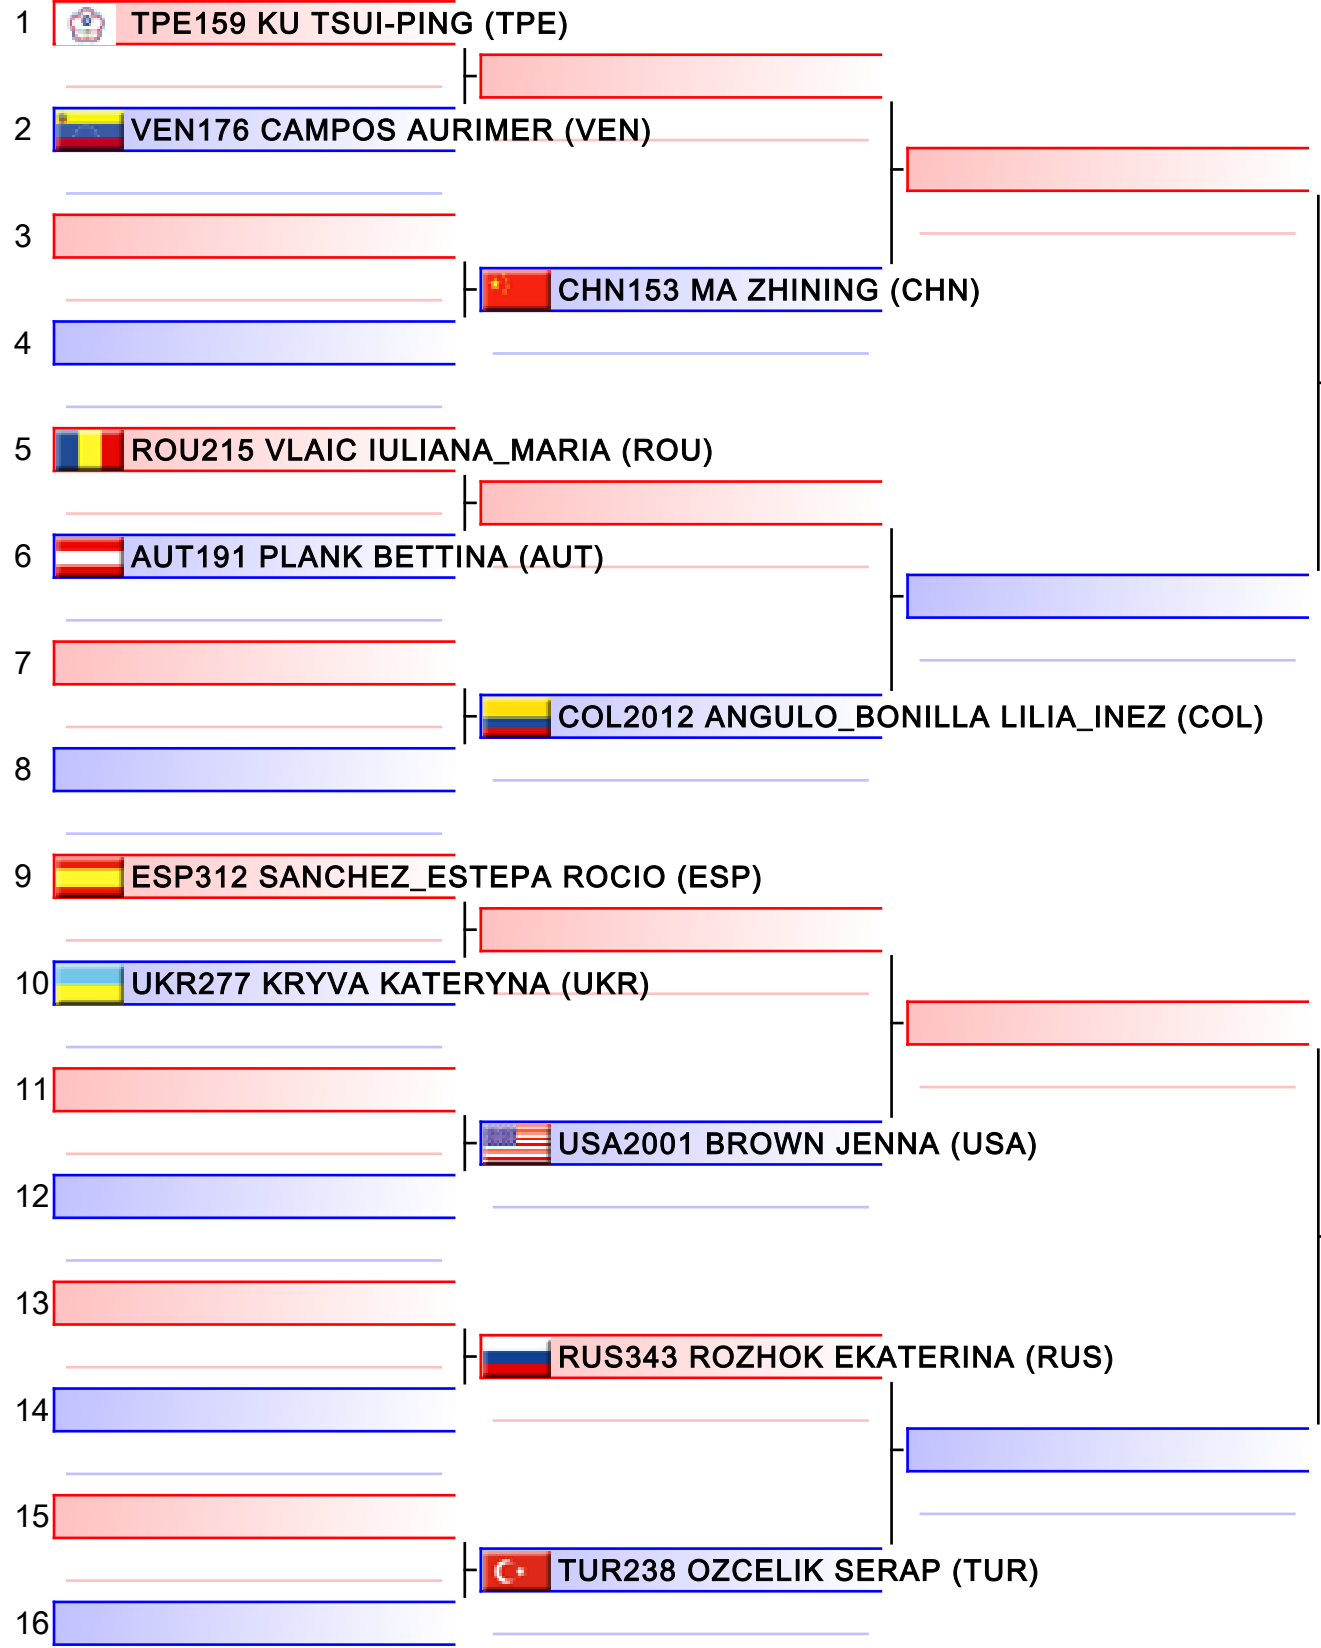 1 TPE159 KU TSUI-PING (TPE)
2 VEN176 CAMPOS AURIMER (VEN)
3
CHN153 MA ZHINING (CHN)
4
5 ROU215 VLAIC IULIANA_MARIA (ROU)
6 AUT191 PLANK BETTINA (AUT)
7
COL2012 ANGULO_BONILLA LILIA_INEZ (COL)
8
9 ESP312 SANCHEZ_ESTEPA ROCIO (ESP)
10 UKR277 KRYVA KATERYNA (UKR)
11
USA2001 BROWN JENNA (USA)
12
13
RUS343 ROZHOK EKATERINA (RUS)
14
15
TUR238 OZCELIK SERAP (TUR)
16